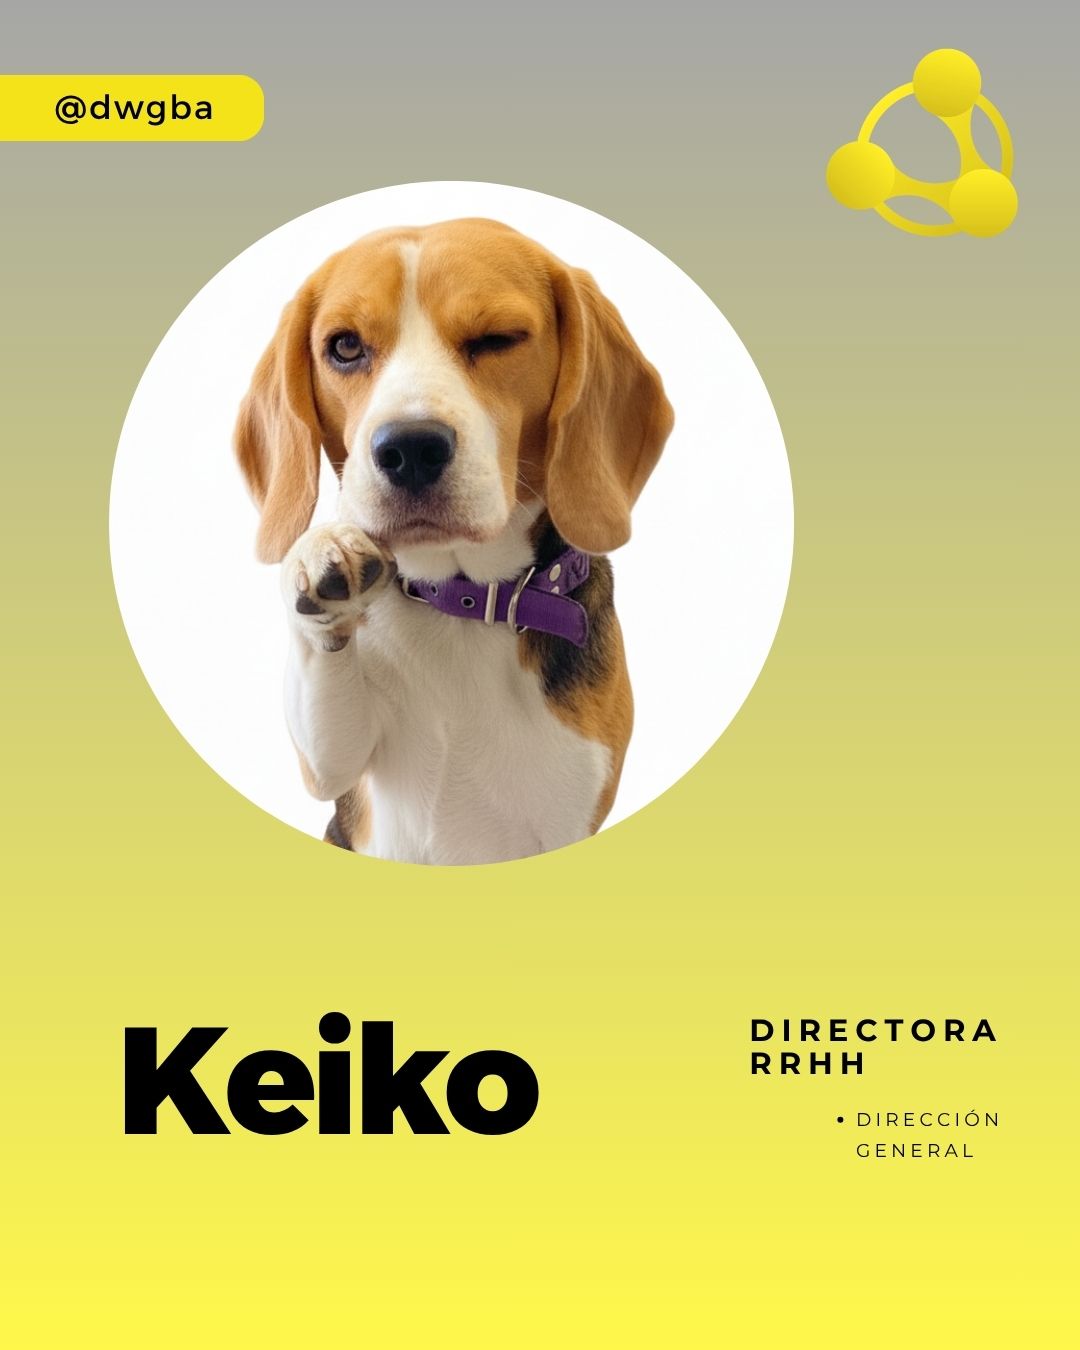 @dwgba
Keiko
DIRECTORA
RRHH
• DIRECCIÓN
GENERAL